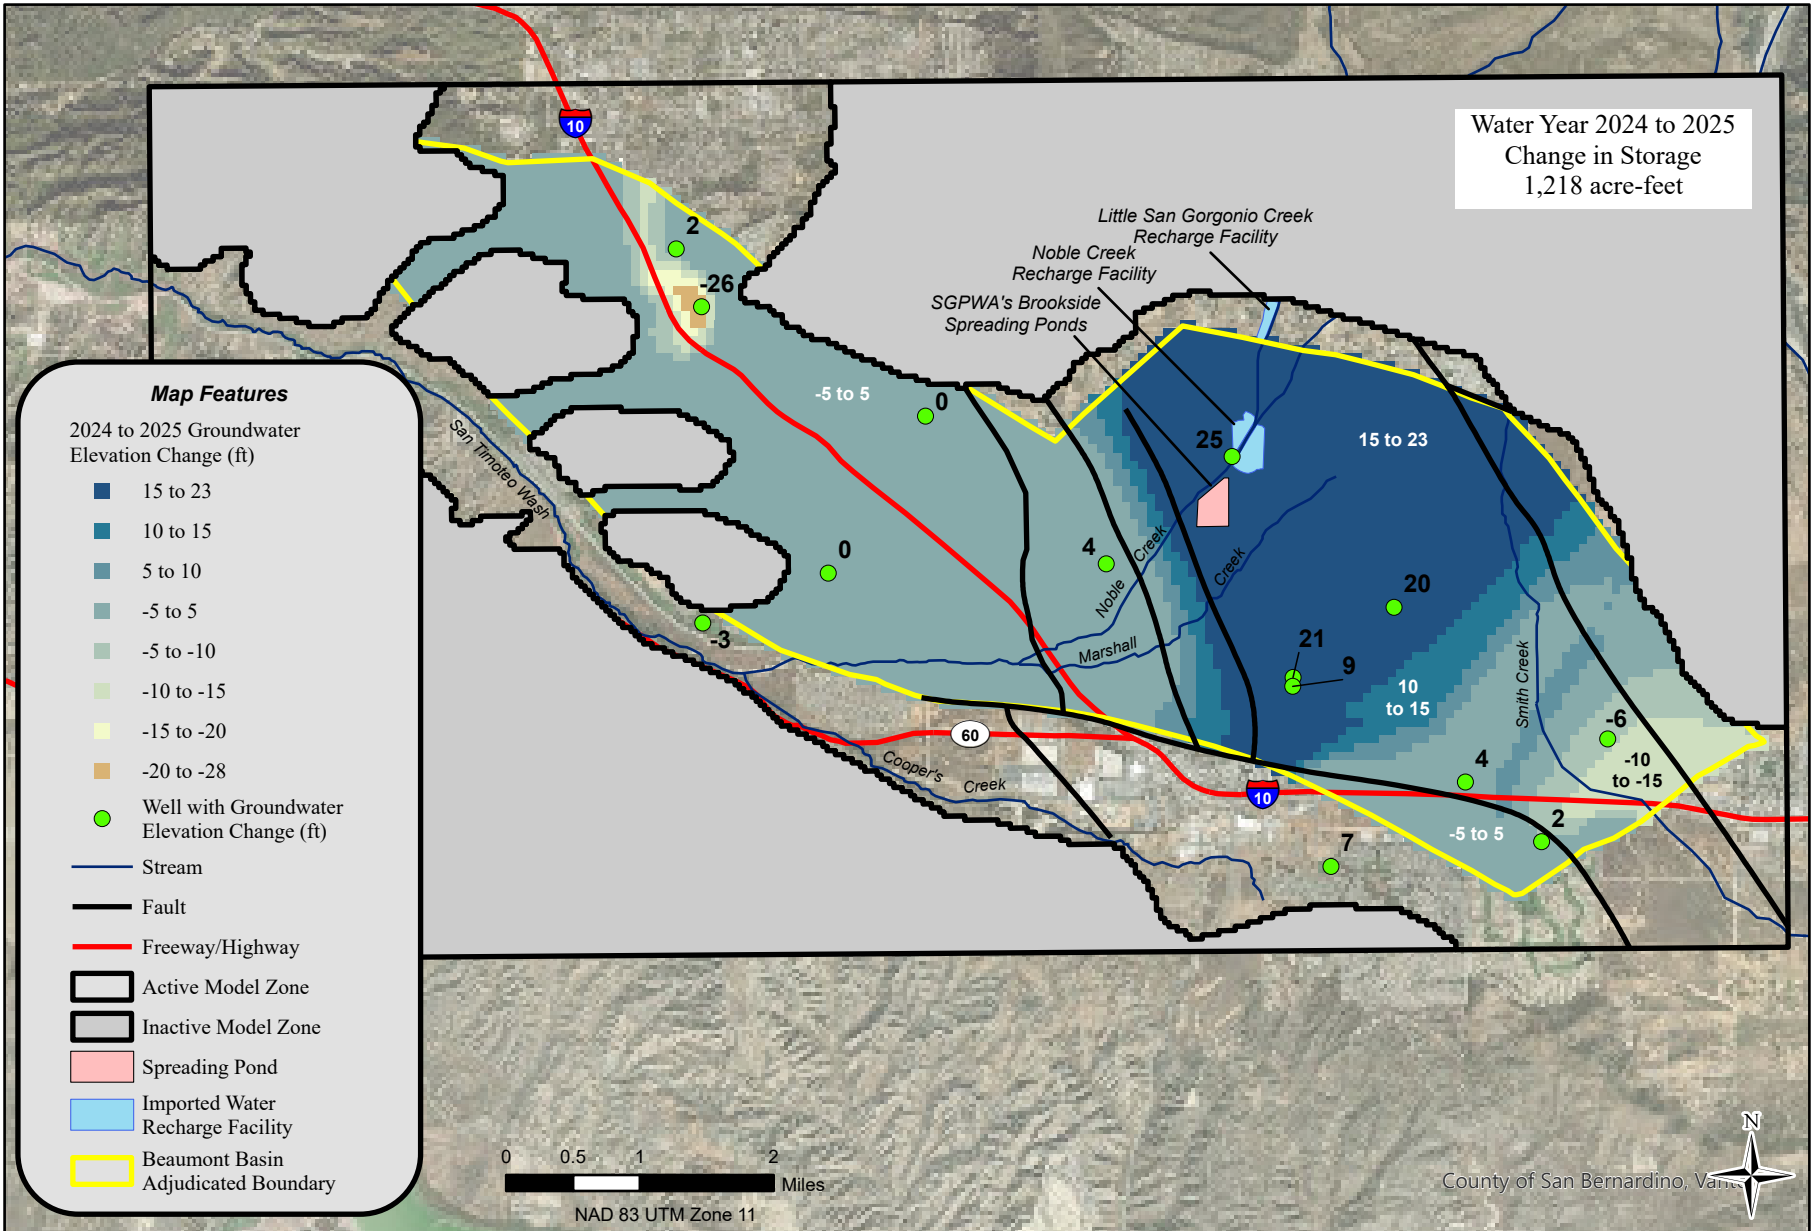 Water Year 2024 to 2025
Change in Storage
1,218 acre-feet
10
Little San Gorgonio Creek
Recharge Facility
Noble Creek
Recharge Facility
SGPWA's Brookside
Spreading Ponds
2
-26
-5 to 5
0
25
15 to 23
0
4
Noble
Creek
Creek
Marshall
20
21
9
10
to 15
Smith Creek
-6
-10
to -15
4
2
-5 to 5
7
-3
San Timoteo Wash
60
Cooper's
Creek
10
Map Features
2024 to 2025 Groundwater
Elevation Change (ft)
15 to 23
10 to 15
5 to 10
-5 to 5
-5 to -10
-10 to -15
-15 to -20
-20 to -28
Well with Groundwater
Elevation Change (ft)
Stream
Fault
Freeway/Highway
Active Model Zone
Inactive Model Zone
Spreading Pond
Imported Water
Recharge Facility
Beaumont Basin
Adjudicated Boundary
0 0.5 1 2
Miles
NAD 83 UTM Zone 11
N
County of San Bernardino,